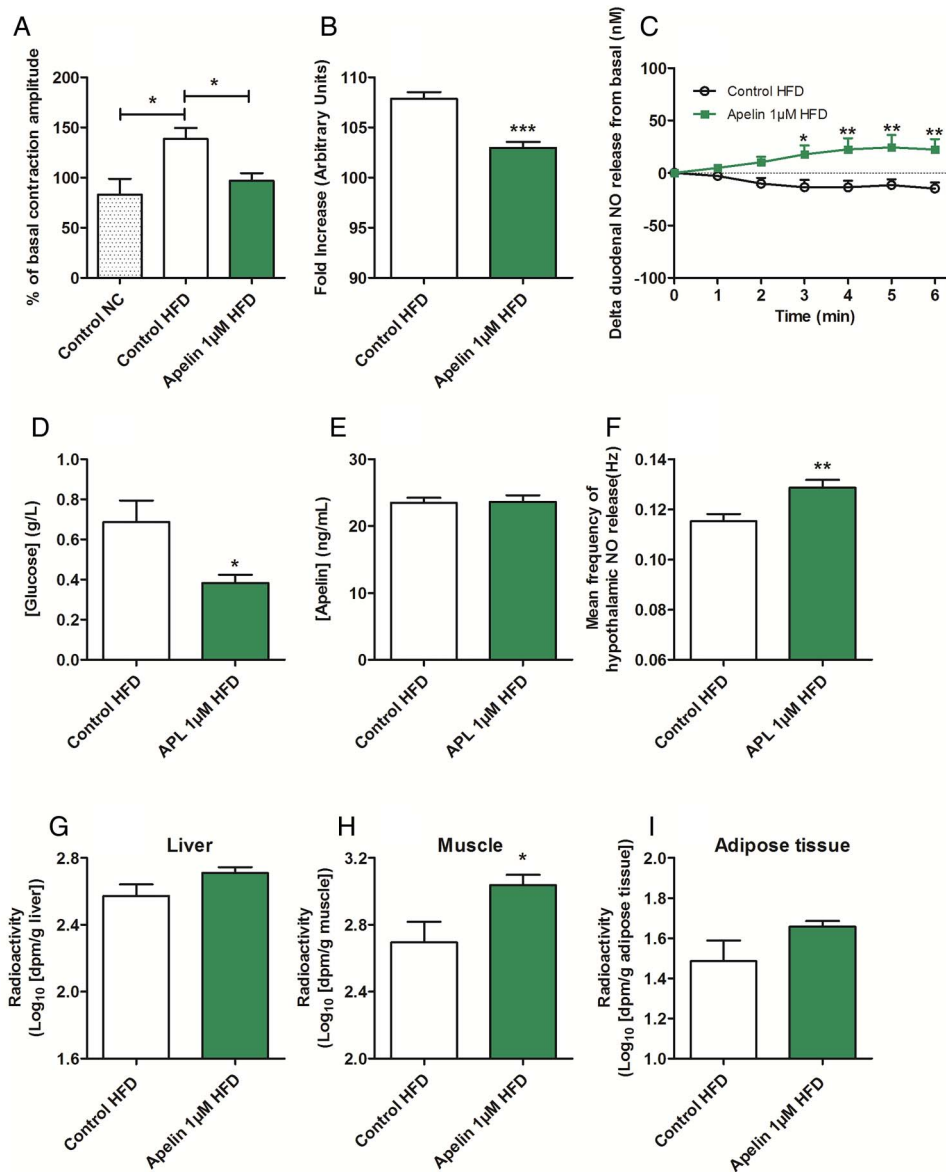 A
% of basal contraction amplitude
200
150
100
50
0
*
*
Control NC
Control HFD
Apelin 1µM HFD
B
Fold Increase (Arbitrary Units)
110
105
100
95
90
***
Control HFD
Apelin 1µM HFD
C
Delta duodenal NO release from basal (nM)
100
50
0
-50
-100
Control HFD
Apelin 1µM HFD
*
**
**
**
0 1 2 3 4 5 6
Time (min)
D
[Glucose] (g/L)
1.0
0.8
0.6
0.4
0.2
0.0
*
Control HFD
APL 1µM HFD
E
[Apelin] (ng/mL)
30
20
10
0
Control HFD
APL 1µM HFD
F
Mean frequency of
hypothalamic NO release(Hz)
0.14
0.12
0.10
0.08
0.06
**
Control HFD
APL 1µM HFD
G
Liver
Radioactivity
(Log10 [dpm/g liver])
2.8
2.4
2.0
1.6
Control HFD
Apelin 1µM HFD
H
Muscle
Radioactivity
(Log10 [dpm/g muscle])
3.2
2.8
2.4
2.0
*
Control HFD
Apelin 1µM HFD
I
Adipose tissue
Radioactivity
(Log10 [dpm/g adipose tissue])
2.0
1.8
1.6
1.4
1.2
1.0
Control HFD
Apelin 1µM HFD